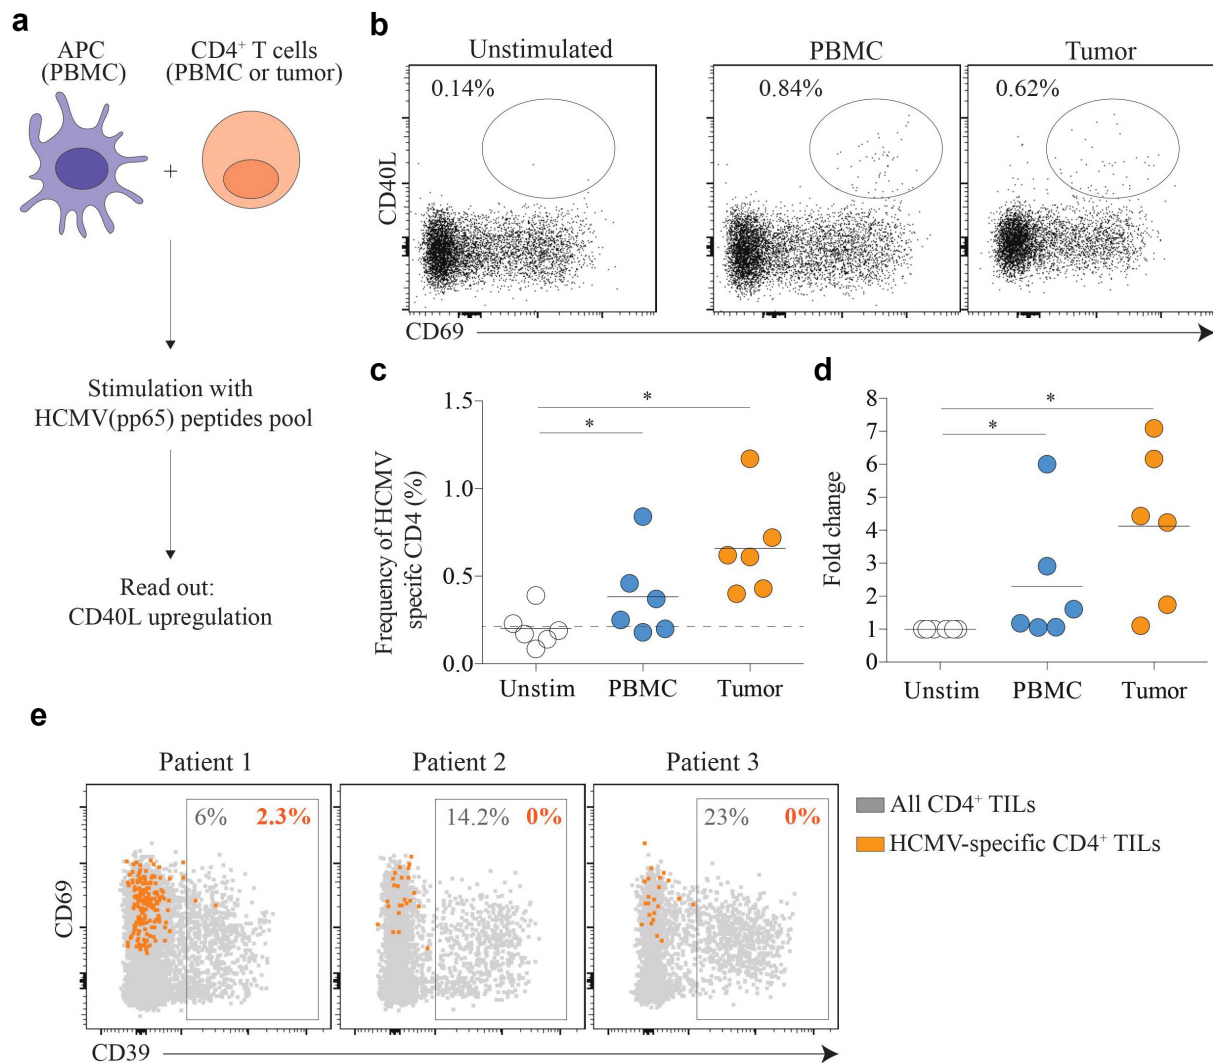 a
APC
(PBMC)
CD4⁺ T cells
(PBMC or tumor)
+
Stimulation with
HCMV(pp65) peptides pool
Read out:
CD40L upregulation
b
Unstimulated
PBMC
Tumor
0.14%
0.84%
0.62%
CD40L
CD69
c
Frequency of HCMV
specifc CD4 (%)
1.5
1.0
0.5
0.0
*
*
Unstim
PBMC
Tumor
d
Fold change
8
7
6
5
4
3
2
1
0
*
*
Unstim
PBMC
Tumor
e
Patient 1
Patient 2
Patient 3
6% 2.3%
14.2% 0%
23% 0%
CD69
CD39
All CD4⁺ TILs
HCMV-specific CD4⁺ TILs